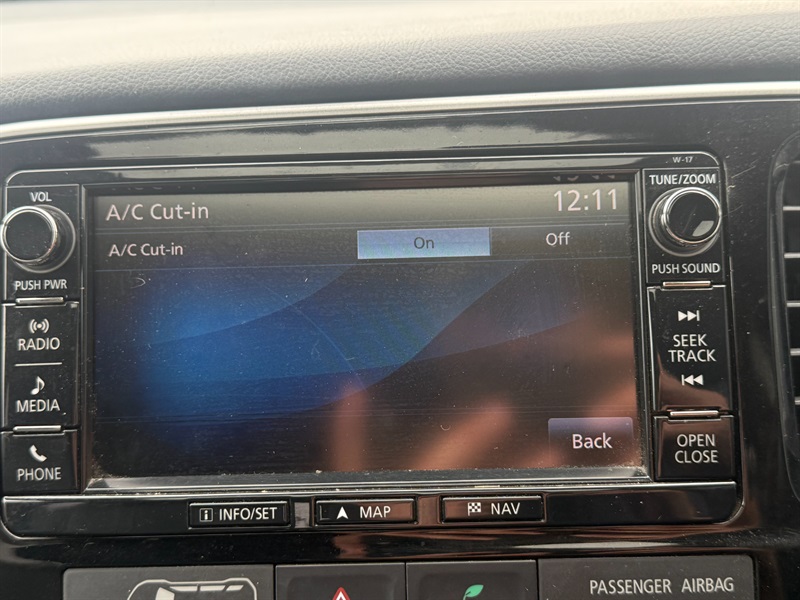 W-17
VOL
TUNE/ZOOM
A/C Cut-in 12:11
A/C Cut-in On Off
PUSH PWR
PUSH SOUND
RADIO
SEEK
TRACK
MEDIA
PHONE
Back
OPEN
CLOSE
i INFO/SET MAP NAV
PASSENGER AIRBAG